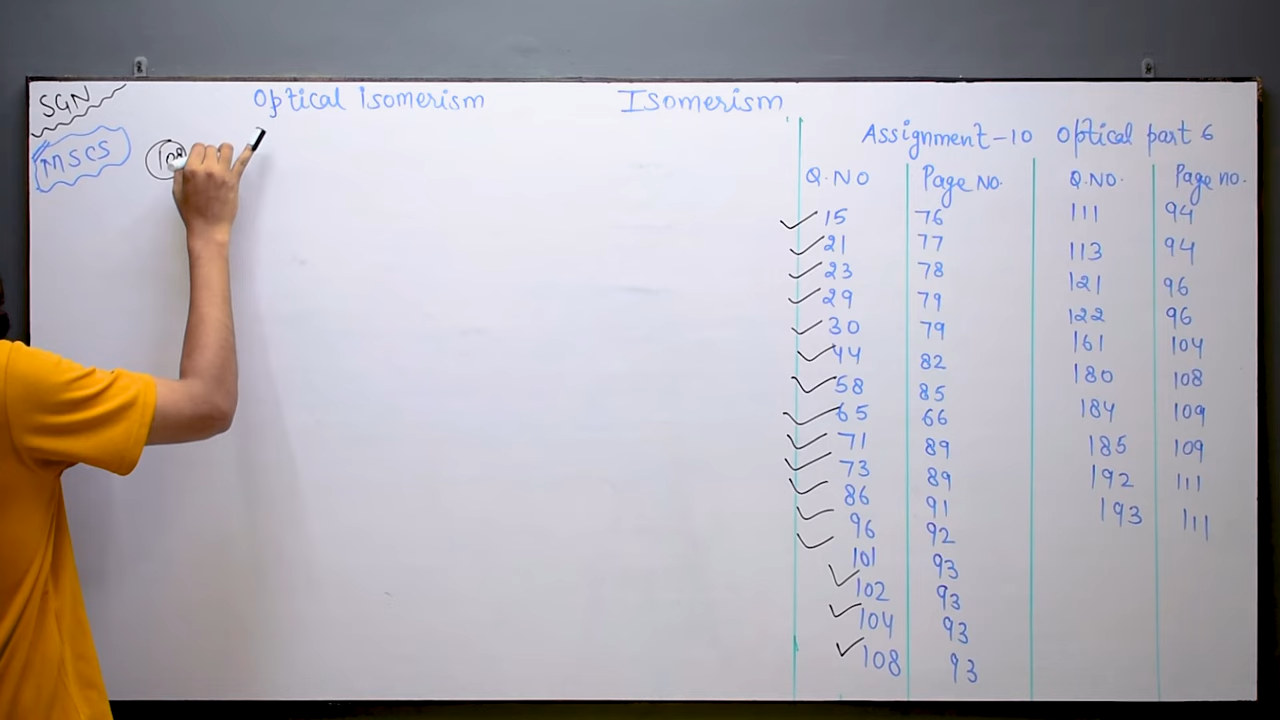 SGN
Optical Isomerism
Isomerism
MSCS
108
Assignment-10 Optical part 6
Q.NO Page No. Q.NO. Page no.
15 76 111 94
21 77 113 94
23 78 121 96
29 79 122 96
30 79 161 104
44 82 180 108
58 85 184 109
65 66 185 109
71 89 192 111
73 89 193 111
86 91
96 92
101 93
102 93
104 93
108 93